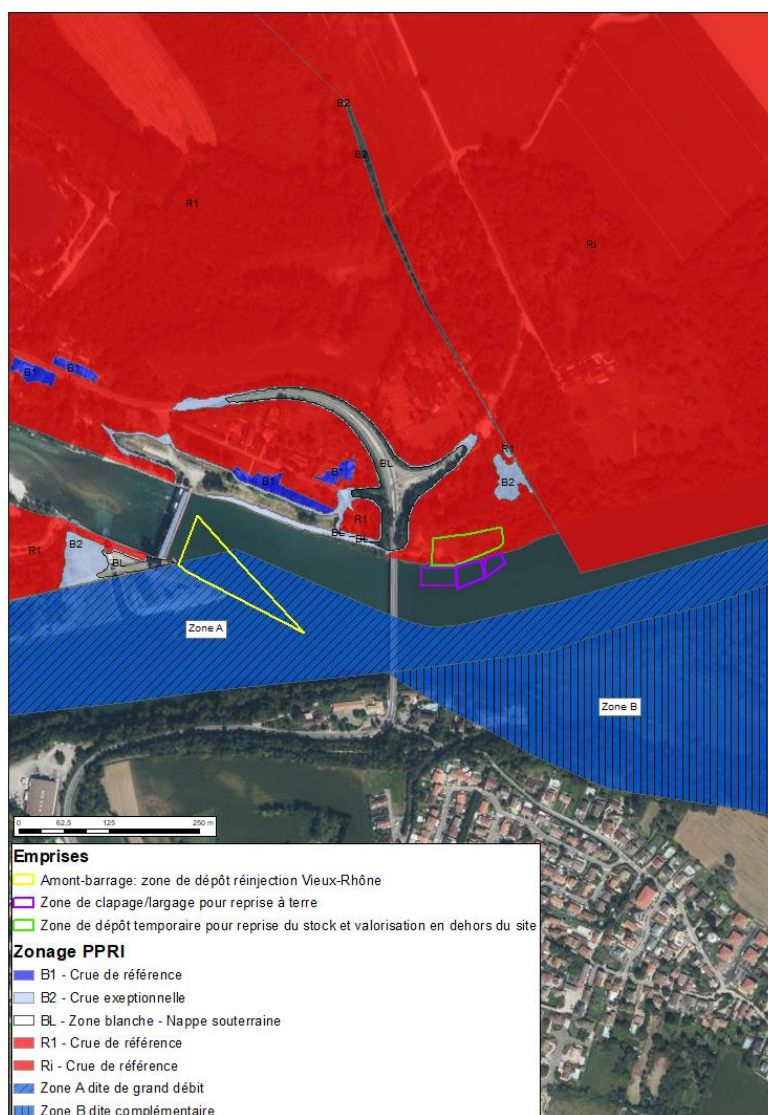 B2
B2
R1
Ri
B1
B1
BL
R1
B1
B1
B2
R1
BL
BL
R1
B2
BL
Zone A
Zone B
0 62,5 125 250 m
Emprises
Amont-barrage: zone de dépôt réinjection Vieux-Rhône
Zone de clapage/largage pour reprise à terre
Zone de dépôt temporaire pour reprise du stock et valorisation en dehors du site
Zonage PPRI
B1 - Crue de référence
B2 - Crue exeptionnelle
BL - Zone blanche - Nappe souterraine
R1 - Crue de référence
Ri - Crue de référence
Zone A dite de grand débit
Zone B dite complémentaire